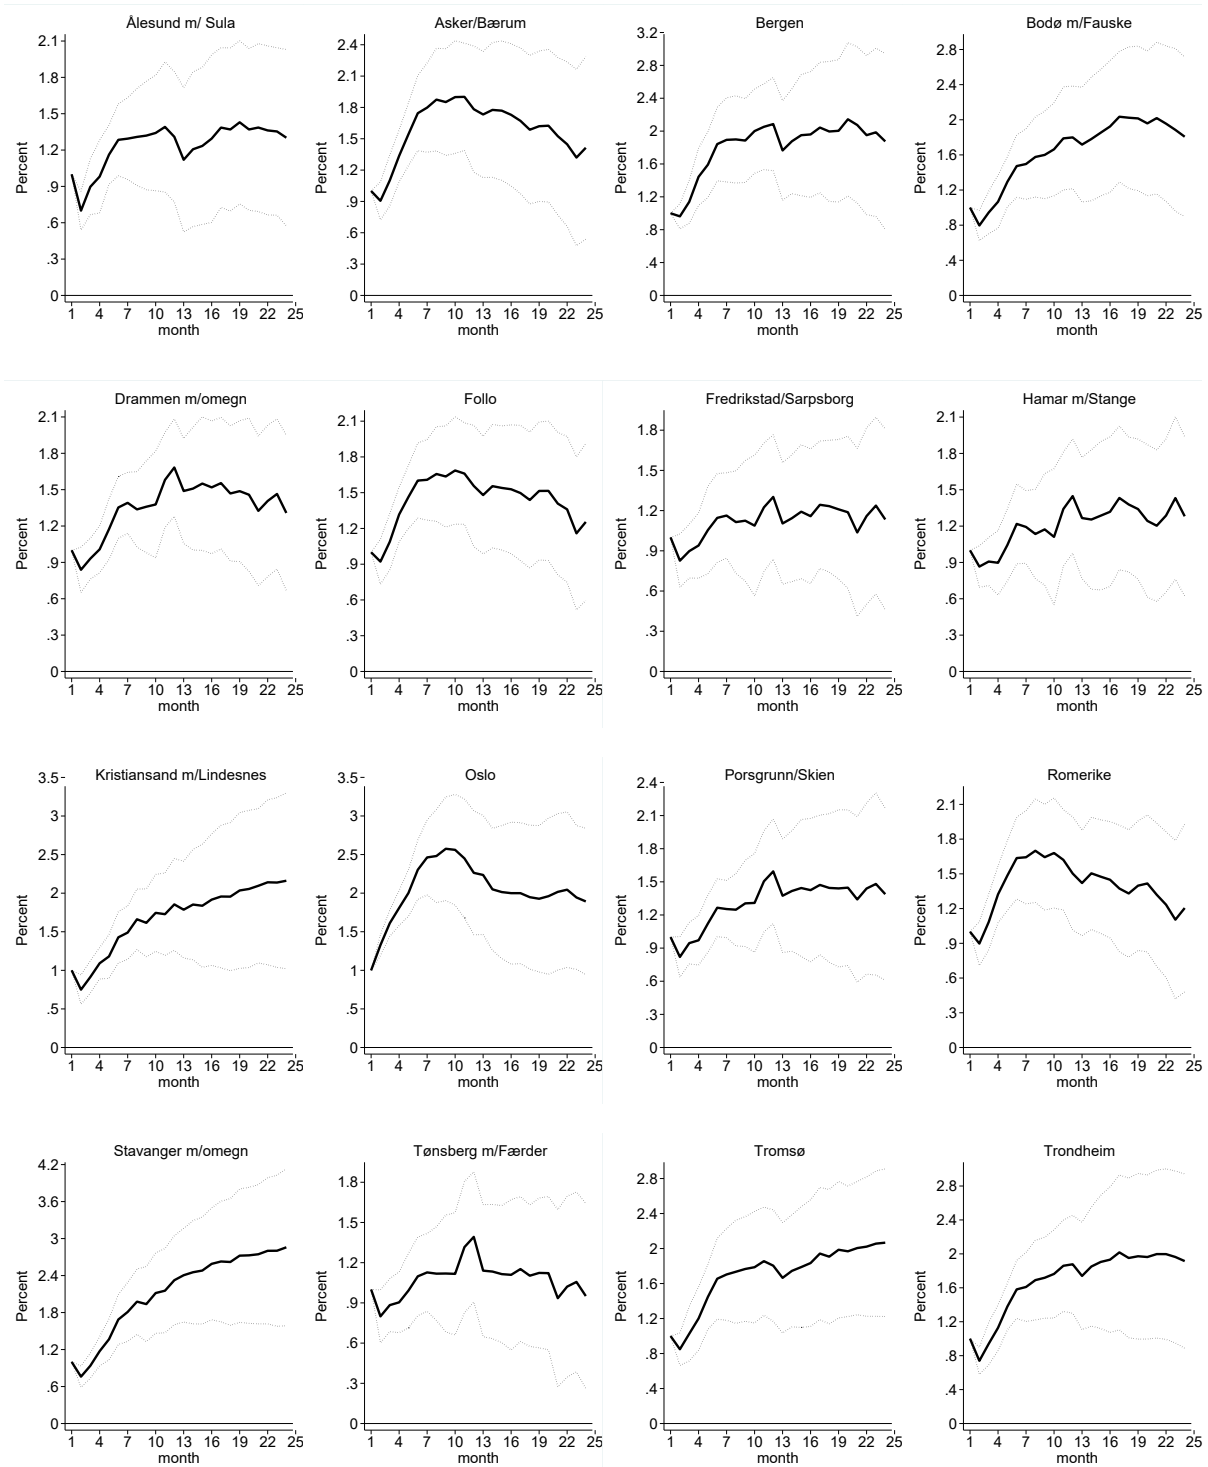 Ålesund m/ Sula
Percent
2.1
1.8
1.5
1.2
.9
.6
.3
0
1 4 7 10 13 16 19 22 25
month
Asker/Bærum
Percent
2.4
2.1
1.8
1.5
1.2
.9
.6
.3
0
1 4 7 10 13 16 19 22 25
month
Bergen
Percent
3.2
2.8
2.4
2
1.6
1.2
.8
.4
0
1 4 7 10 13 16 19 22 25
month
Bodø m/Fauske
Percent
2.8
2.4
2
1.6
1.2
.8
.4
0
1 4 7 10 13 16 19 22 25
month
Drammen m/omegn
Percent
2.1
1.8
1.5
1.2
.9
.6
.3
0
1 4 7 10 13 16 19 22 25
month
Follo
Percent
2.1
1.8
1.5
1.2
.9
.6
.3
0
1 4 7 10 13 16 19 22 25
month
Fredrikstad/Sarpsborg
Percent
1.8
1.5
1.2
.9
.6
.3
0
1 4 7 10 13 16 19 22 25
month
Hamar m/Stange
Percent
2.1
1.8
1.5
1.2
.9
.6
.3
0
1 4 7 10 13 16 19 22 25
month
Kristiansand m/Lindesnes
Percent
3.5
3
2.5
2
1.5
1
.5
0
1 4 7 10 13 16 19 22 25
month
Oslo
Percent
3.5
3
2.5
2
1.5
1
.5
0
1 4 7 10 13 16 19 22 25
month
Porsgrunn/Skien
Percent
2.4
2.1
1.8
1.5
1.2
.9
.6
.3
0
1 4 7 10 13 16 19 22 25
month
Romerike
Percent
2.1
1.8
1.5
1.2
.9
.6
.3
0
1 4 7 10 13 16 19 22 25
month
Stavanger m/omegn
Percent
4.2
3.6
3
2.4
1.8
1.2
.6
0
1 4 7 10 13 16 19 22 25
month
Tønsberg m/Færder
Percent
1.8
1.5
1.2
.9
.6
.3
0
1 4 7 10 13 16 19 22 25
month
Tromsø
Percent
2.8
2.4
2
1.6
1.2
.8
.4
0
1 4 7 10 13 16 19 22 25
month
Trondheim
Percent
2.8
2.4
2
1.6
1.2
.8
.4
0
1 4 7 10 13 16 19 22 25
month